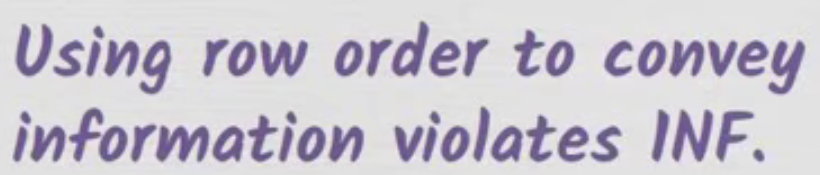 Using row order to convey
information violates 1NF.